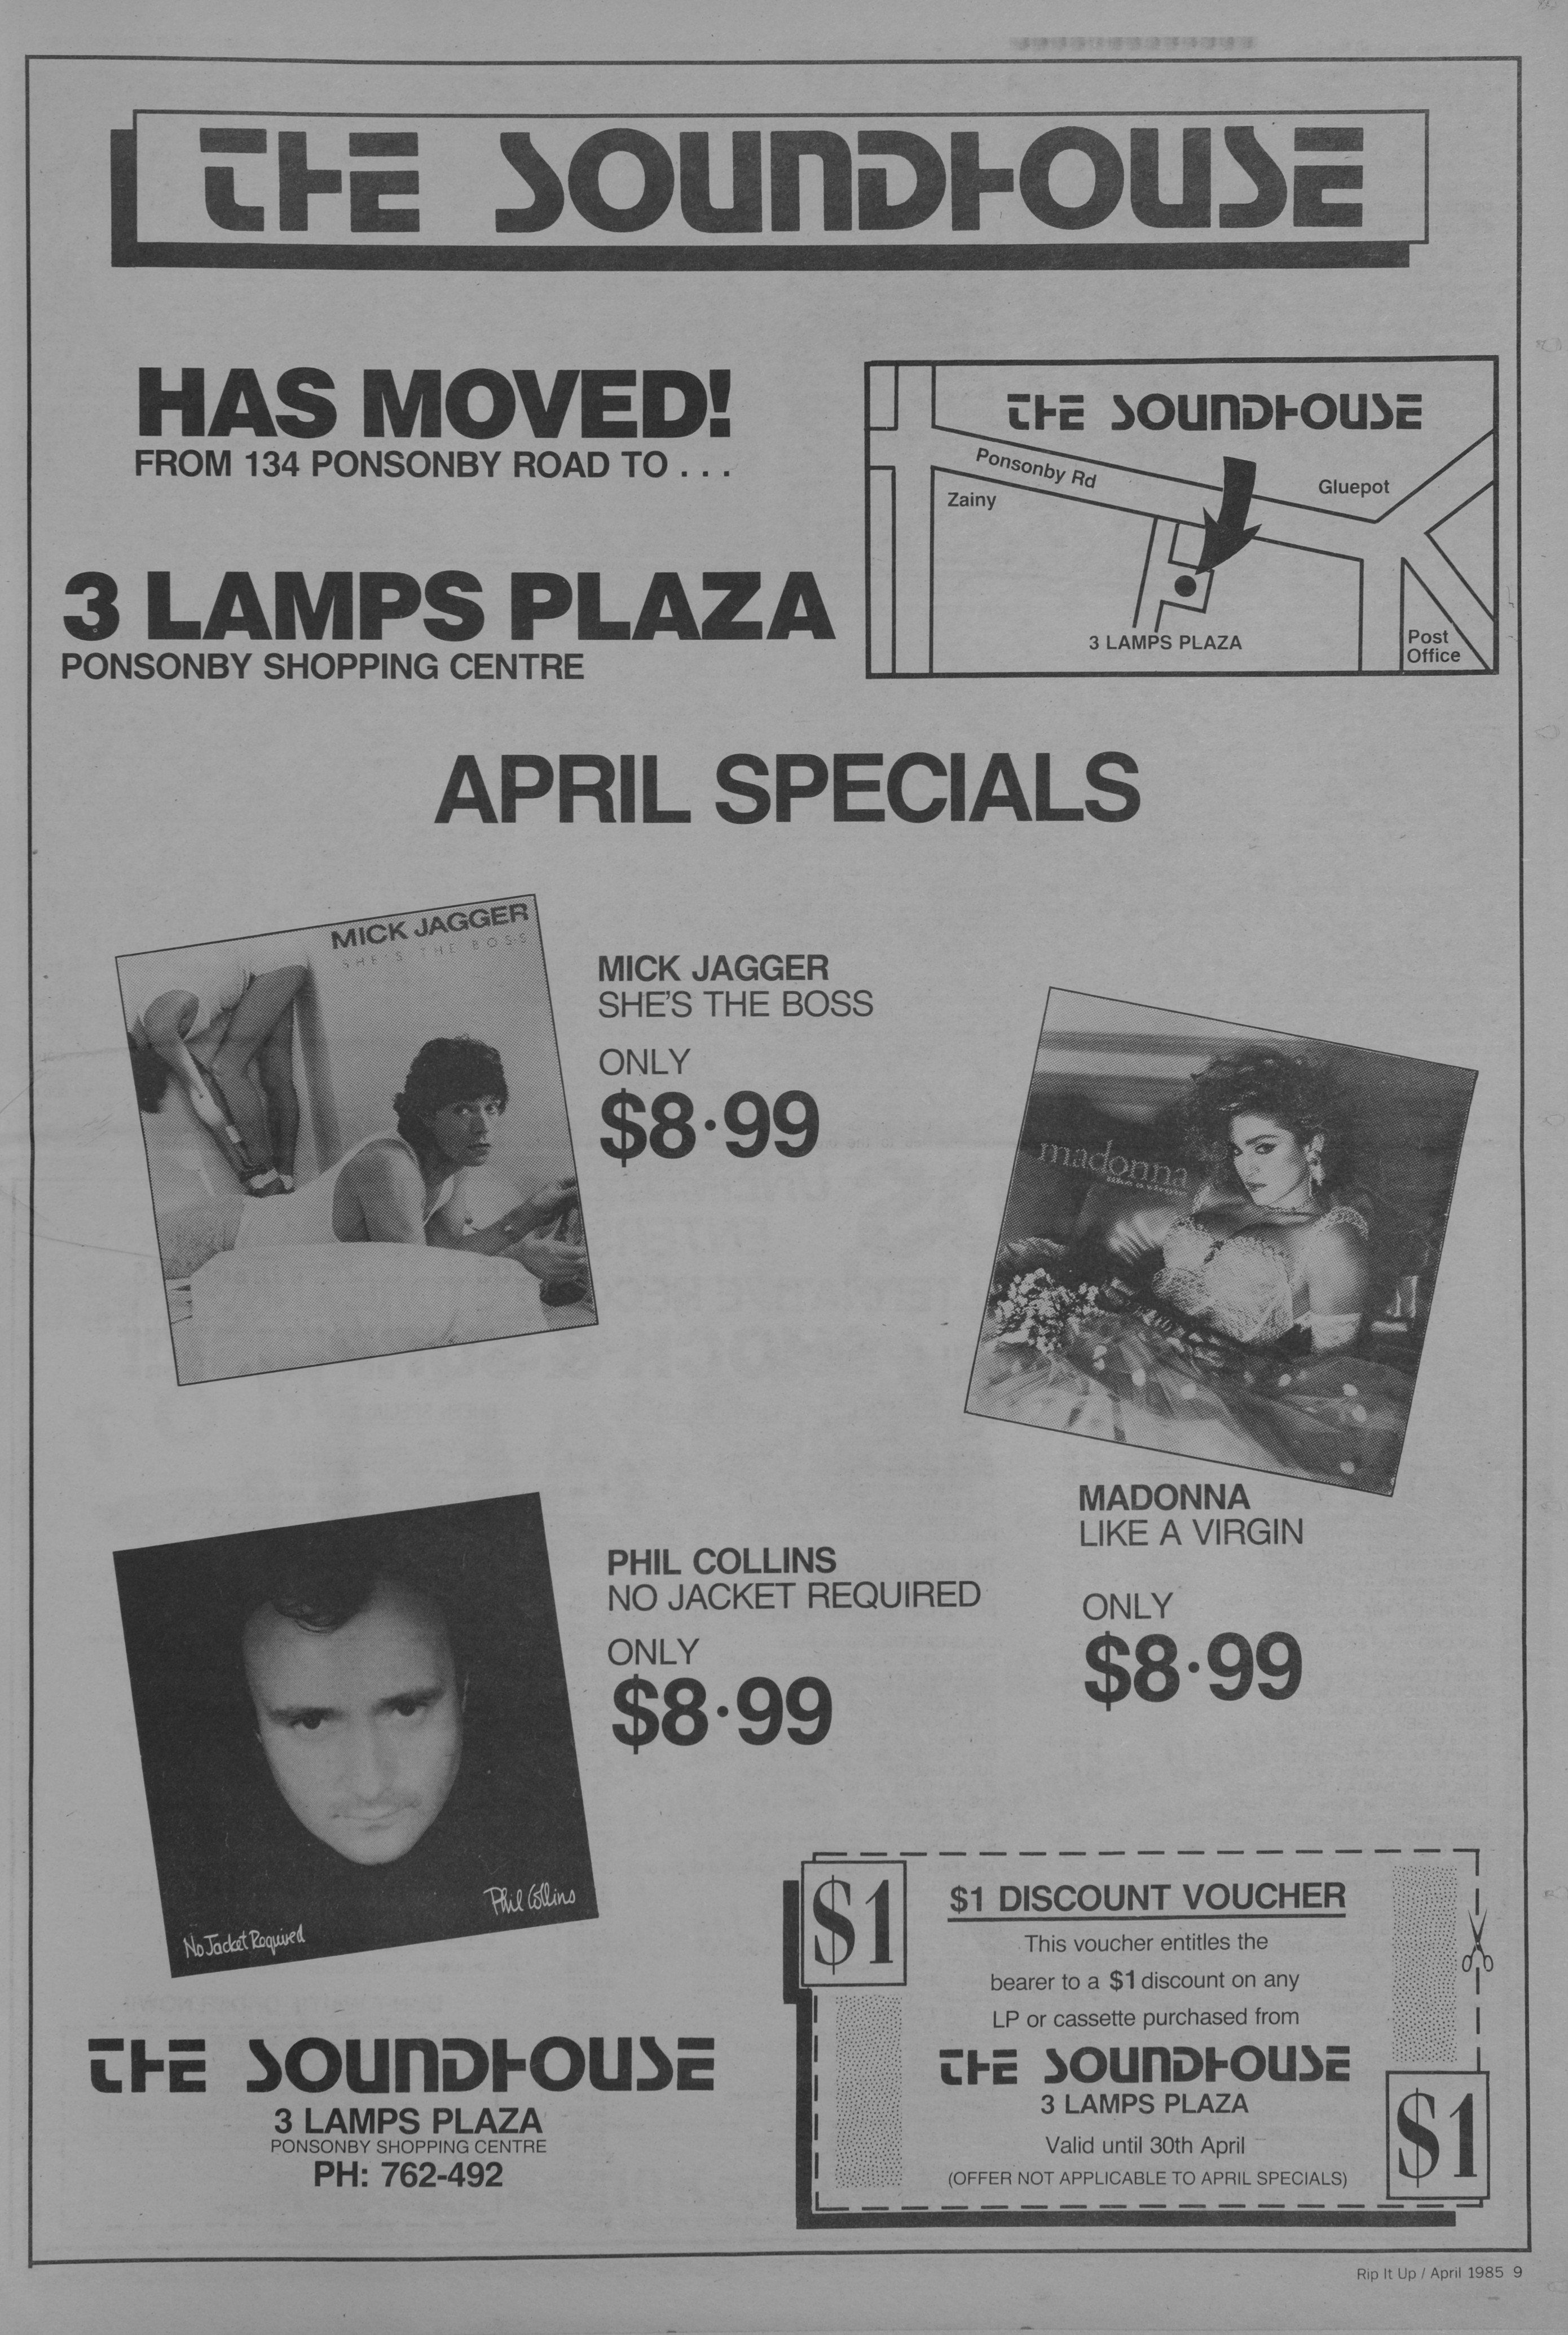 THE SOUNDHOUSE
HAS MOVED!
FROM 134 PONSONBY ROAD TO . . .
3 LAMPS PLAZA
PONSONBY SHOPPING CENTRE
THE SOUNDHOUSE
Ponsonby Rd
Gluepot
Zainy
3 LAMPS PLAZA
Post
Office
APRIL SPECIALS
MICK JAGGER
SHE'S THE BOSS
MICK JAGGER
SHE'S THE BOSS
ONLY
$8·99
madonna
like a virgin
MADONNA
LIKE A VIRGIN
ONLY
$8·99
PHIL COLLINS
NO JACKET REQUIRED
ONLY
$8·99
Phil Collins
No Jacket Required
THE SOUNDHOUSE
3 LAMPS PLAZA
PONSONBY SHOPPING CENTRE
PH: 762-492
$1
$1 DISCOUNT VOUCHER
This voucher entitles the
bearer to a $1 discount on any
LP or cassette purchased from
THE SOUNDHOUSE
3 LAMPS PLAZA
Valid until 30th April
(OFFER NOT APPLICABLE TO APRIL SPECIALS)
$1
Rip It Up / April 1985 9